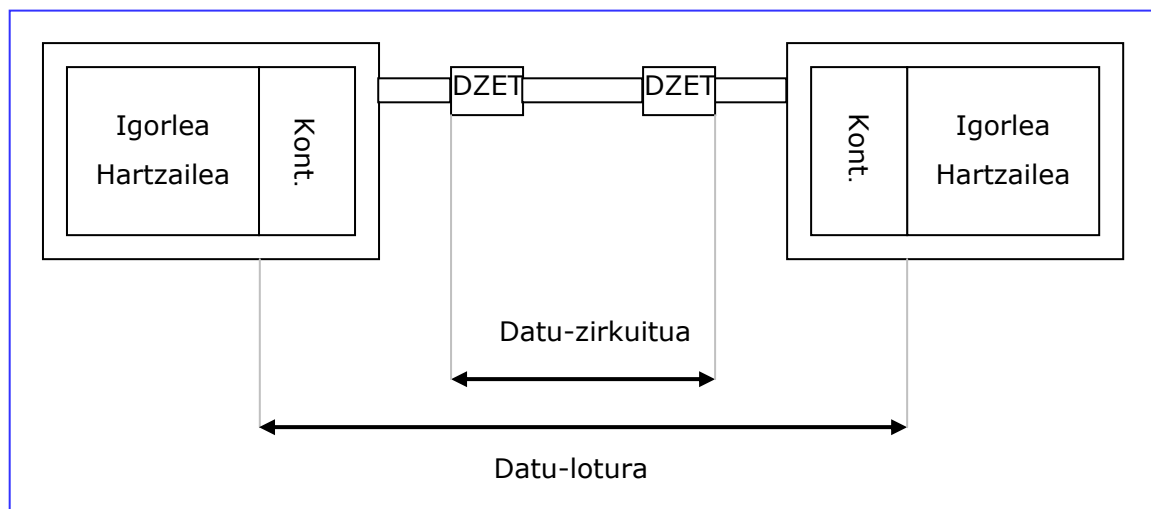 Igorlea
Hartzailea
Kont.
DZET
DZET
Kont.
Igorlea
Hartzailea
Datu-zirkuitua
Datu-lotura